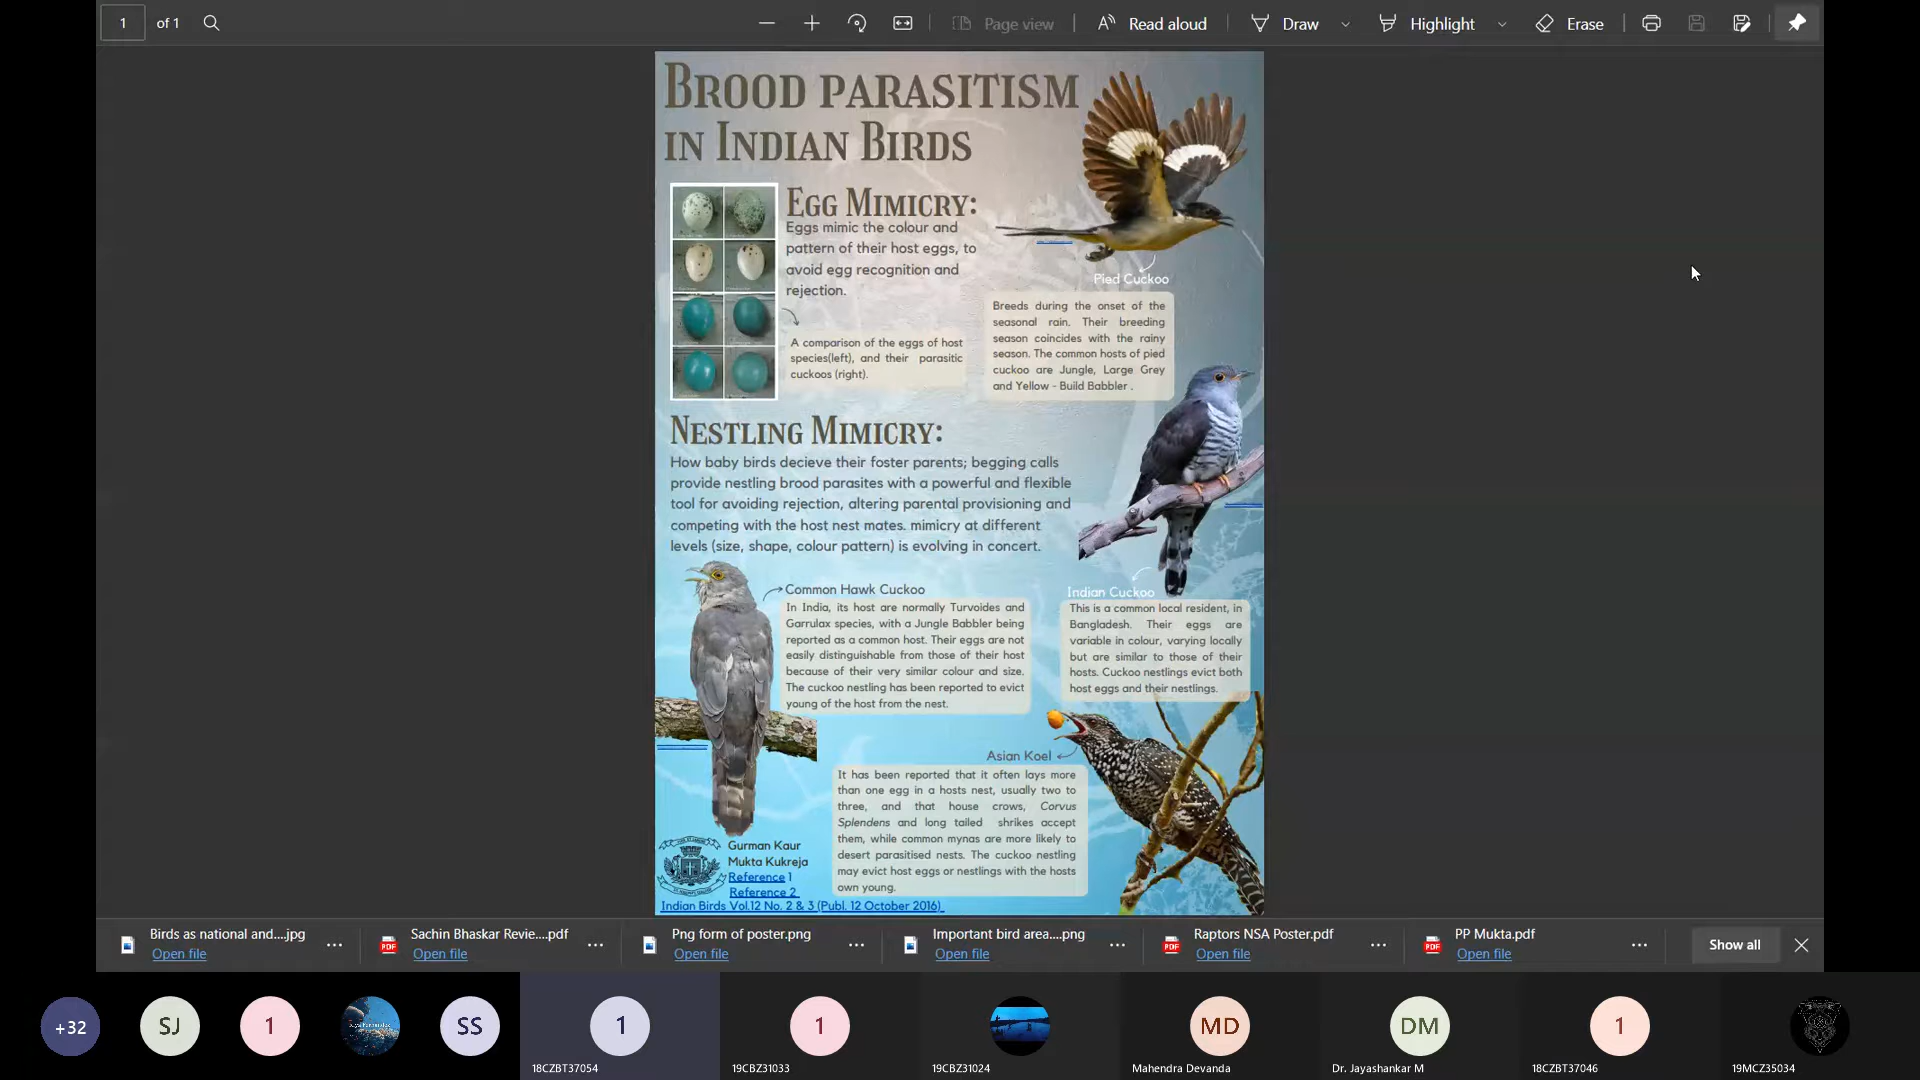 1 of 1
Page view
Read aloud
Draw
Highlight
Erase
BROOD PARASITISM
IN INDIAN BIRDS
EGG MIMICRY:
Eggs mimic the colour and
pattern of their host eggs, to
avoid egg recognition and
rejection.
A comparison of the eggs of host
species(left), and their parasitic
cuckoos (right).
Pied Cuckoo
Breeds during the onset of the
seasonal rain. Their breeding
season coincides with the rainy
season. The common hosts of pied
cuckoo are Jungle, Large Grey
and Yellow - Build Babbler .
NESTLING MIMICRY:
How baby birds decieve their foster parents; begging calls
provide nestling brood parasites with a powerful and flexible
tool for avoiding rejection, altering parental provisioning and
competing with the host nest mates. mimicry at different
levels (size, shape, colour pattern) is evolving in concert.
Common Hawk Cuckoo
In India, its host are normally Turvoides and
Garrulax species, with a Jungle Babbler being
reported as a common host. Their eggs are not
easily distinguishable from those of their host
because of their very similar colour and size.
The cuckoo nestling has been reported to evict
young of the host from the nest.
Indian Cuckoo
This is a common local resident, in
Bangladesh. Their eggs are
variable in colour, varying locally
but are similar to those of their
hosts. Cuckoo nestlings evict both
host eggs and their nestlings.
Asian Koel
It has been reported that it often lays more
than one egg in a hosts nest, usually two to
three, and that house crows, Corvus
Splendens and long tailed shrikes accept
them, while common mynas are more likely to
desert parasitised nests. The cuckoo nestling
may evict host eggs or nestlings with the hosts
own young.
Gurman Kaur
Mukta Kukreja
Reference 1
Reference 2
Indian Birds Vol.12 No. 2 & 3 (Publ. 12 October 2016)
Birds as national and....jpg
Open file
Sachin Bhaskar Revie....pdf
Open file
Png form of poster.png
Open file
Important bird area....png
Open file
Raptors NSA Poster.pdf
Open file
PP Mukta.pdf
Open file
Show all
+32
SJ
1
SS
1
18CZBT37054
1
19CBZ31033
19CBZ31024
MD
Mahendra Devanda
DM
Dr. Jayashankar M
1
18CZBT37046
19MCZ35034